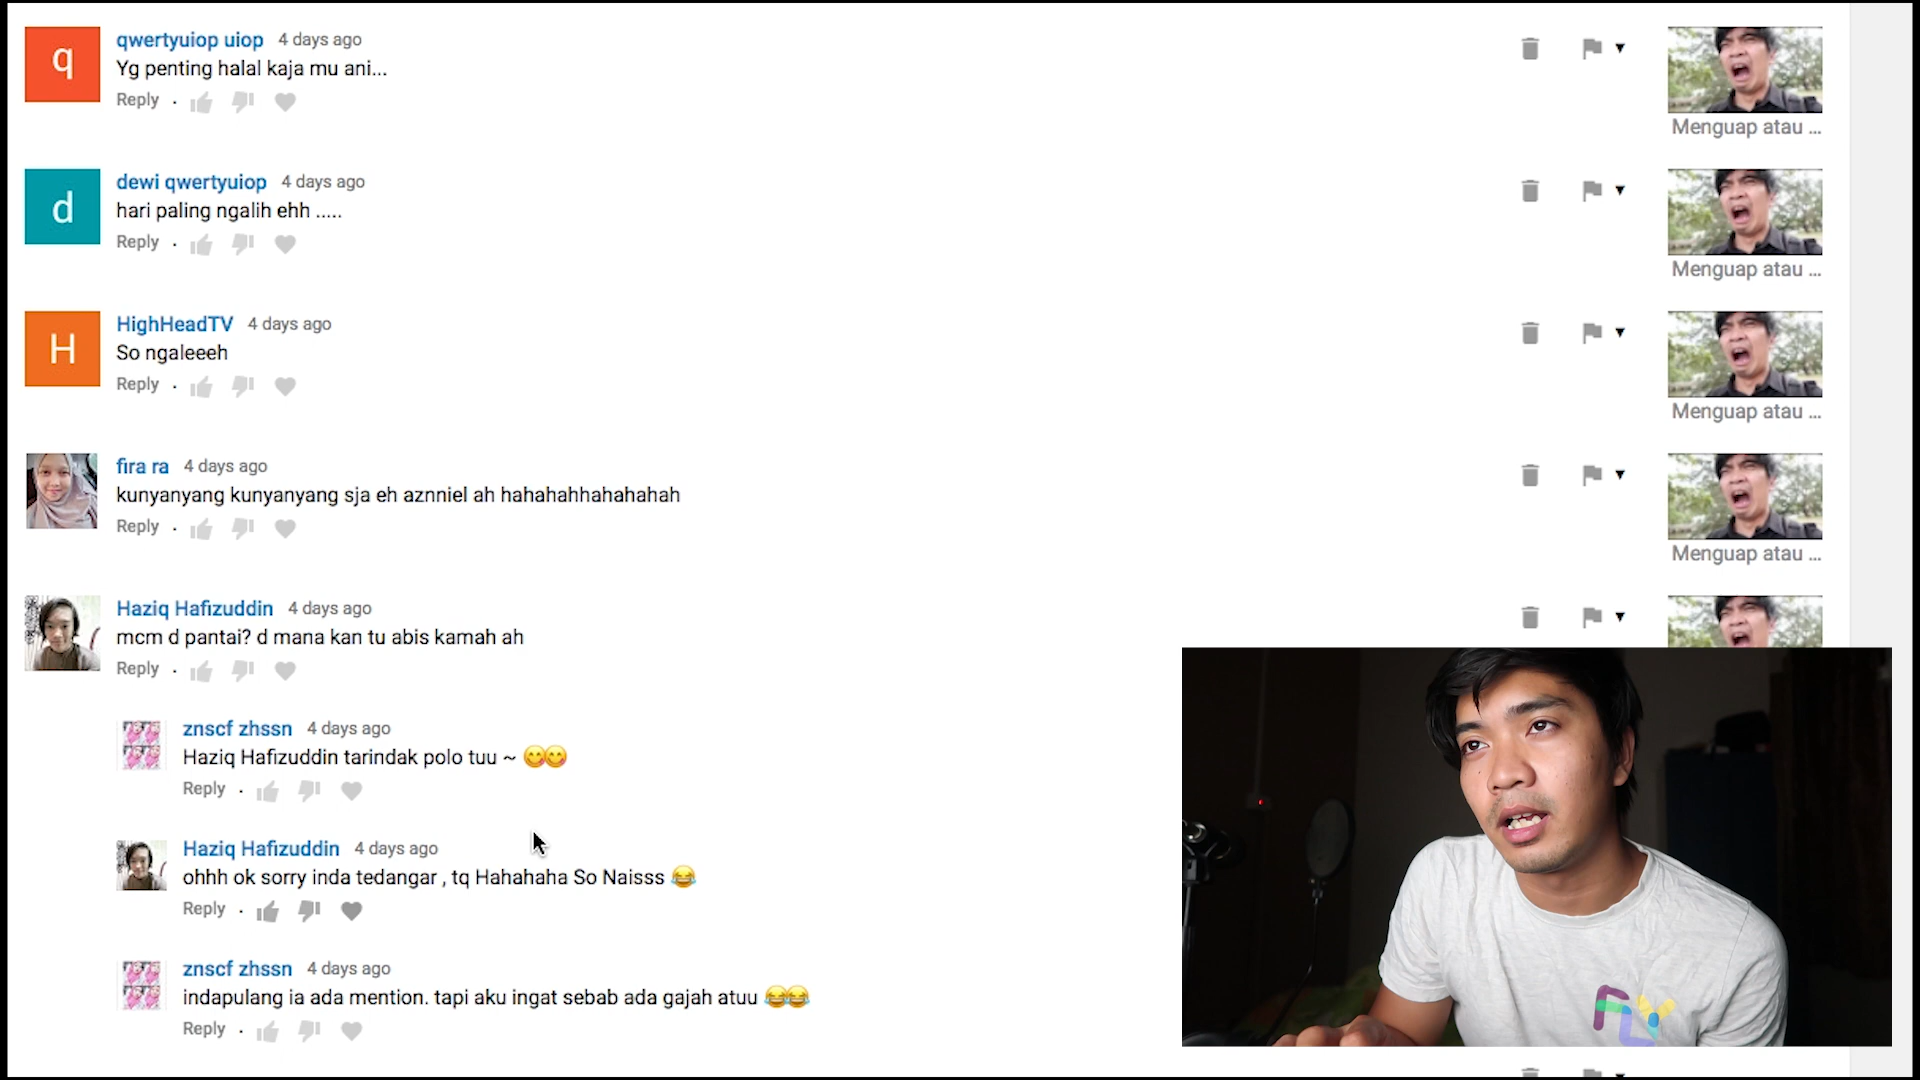 q
qwertyuiop uiop 4 days ago
Yg penting halal kaja mu ani...
Reply
Menguap atau ...
d
dewi qwertyuiop 4 days ago
hari paling ngalih ehh .....
Reply
Menguap atau ...
H
HighHeadTV 4 days ago
So ngaleeeh
Reply
Menguap atau ...
fira ra 4 days ago
kunyanyang kunyanyang sja eh aznniel ah hahahahhahahahah
Reply
Menguap atau ...
Haziq Hafizuddin 4 days ago
mcm d pantai? d mana kan tu abis kamah ah
Reply
znscf zhssn 4 days ago
Haziq Hafizuddin tarindak polo tuu ~ 😋😋
Reply
Haziq Hafizuddin 4 days ago
ohhh ok sorry inda tedangar , tq Hahahaha So Naisss 😂
Reply
znscf zhssn 4 days ago
indapulang ia ada mention. tapi aku ingat sebab ada gajah atuu 😂😂
Reply
FLY